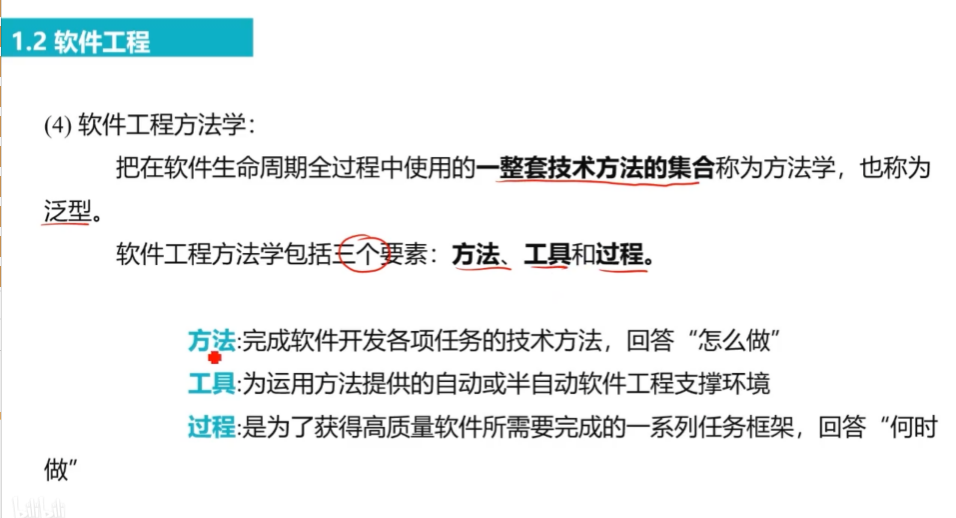 1.2 软件工程
(4) 软件工程方法学：
把在软件生命周期全过程中使用的一整套技术方法的集合称为方法学，也称为
泛型。
软件工程方法学包括三个要素：方法、工具和过程。
方法:完成软件开发各项任务的技术方法，回答“怎么做”
工具:为运用方法提供的自动或半自动软件工程支撑环境
过程:是为了获得高质量软件所需要完成的一系列任务框架，回答“何时
做”